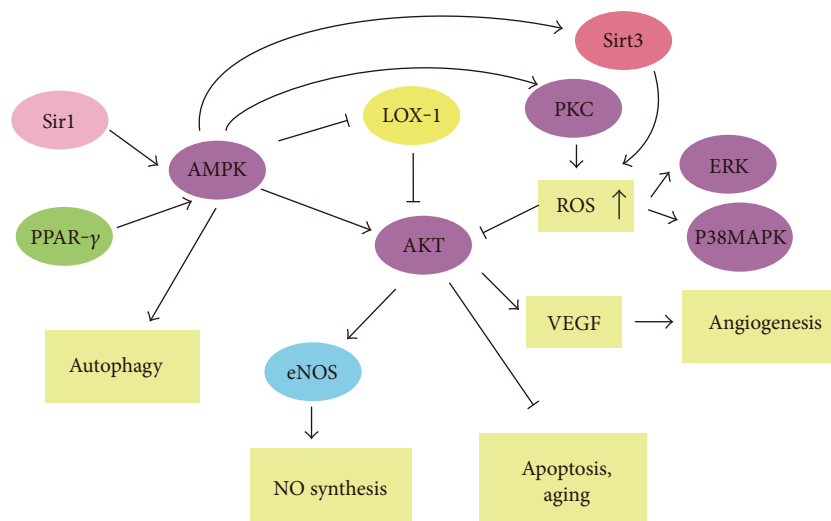 Sirt3
Sir1
LOX-1
PKC
AMPK
ERK
ROS ↑
PPAR-γ
AKT
P38MAPK
VEGF
Angiogenesis
Autophagy
eNOS
NO synthesis
Apoptosis,
aging